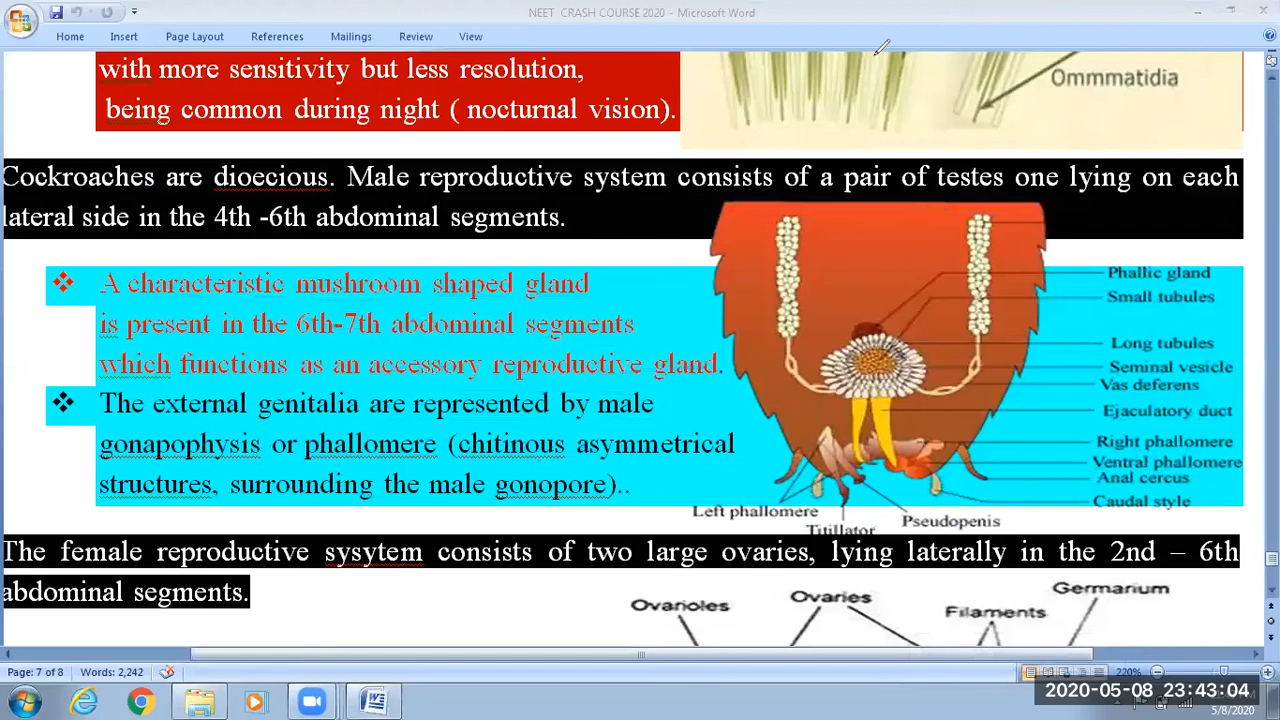 NEET CRASH COURSE 2020 - Microsoft Word
Home Insert Page Layout References Mailings Review View
with more sensitivity but less resolution,
being common during night ( nocturnal vision).
Ommmatidia
Cockroaches are dioecious. Male reproductive system consists of a pair of testes one lying on each
lateral side in the 4th -6th abdominal segments.
❖ A characteristic mushroom shaped gland
is present in the 6th-7th abdominal segments
which functions as an accessory reproductive gland.
❖ The external genitalia are represented by male
gonapophysis or phallomere (chitinous asymmetrical
structures, surrounding the male gonopore)..
Phallic gland
Small tubules
Long tubules
Seminal vesicle
Vas deferens
Ejaculatory duct
Right phallomere
Ventral phallomere
Anal cercus
Caudal style
Left phallomere
Titillator
Pseudopenis
The female reproductive sysytem consists of two large ovaries, lying laterally in the 2nd – 6th
abdominal segments.
Ovarioles
Ovaries
Filaments
Germarium
Page: 7 of 8 Words: 2,242 220%
2020-05-08 23:43:04
5/8/2020